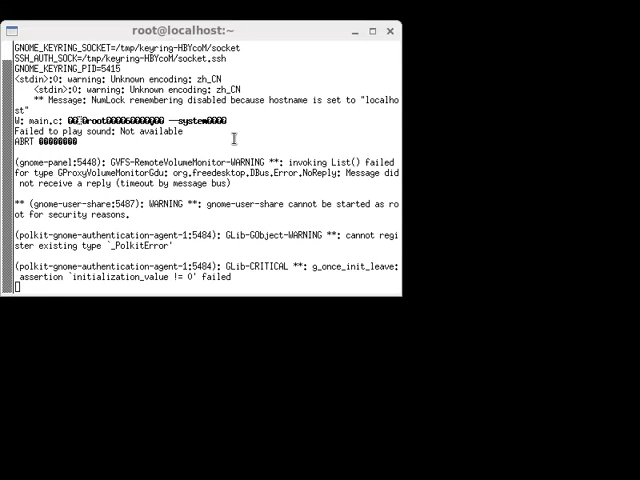 root@localhost:~
GNOME_KEYRING_SOCKET=/tmp/keyring-HBYcoM/socket
SSH_AUTH_SOCK=/tmp/keyring-HBYcoM/socket.ssh
GNOME_KEYRING_PID=5415
<stdin>:0: warning: Unknown encoding: zh_CN
<stdin>:0: warning: Unknown encoding: zh_CN
** Message: NumLock remembering disabled because hostname is set to "localho
st"
W: main.c: --system
Failed to play sound: Not available
ABRT
(gnome-panel:5448): GVFS-RemoteVolumeMonitor-WARNING **: invoking List() failed
for type GProxyVolumeMonitorGdu: org.freedesktop.DBus.Error.NoReply: Message did
not receive a reply (timeout by message bus)
** (gnome-user-share:5487): WARNING **: gnome-user-share cannot be started as ro
ot for security reasons.
(polkit-gnome-authentication-agent-1:5484): GLib-GObject-WARNING **: cannot regi
ster existing type `_PolkitError'
(polkit-gnome-authentication-agent-1:5484): GLib-CRITICAL **: g_once_init_leave:
assertion `initialization_value != 0' failed